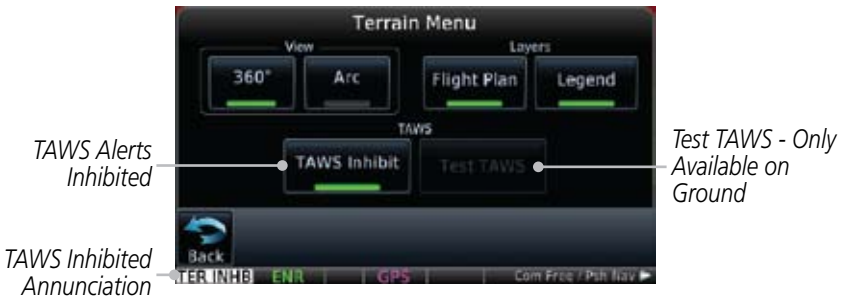 Terrain Menu
View
Layers
360°
Arc
Flight Plan
Legend
TAWS
TAWS Alerts
Inhibited
TAWS Inhibit
Test TAWS
Test TAWS - Only
Available on
Ground
Back
TAWS Inhibited
Annunciation
TER INHB
ENR
GPS
Com Freq / Psh Nav